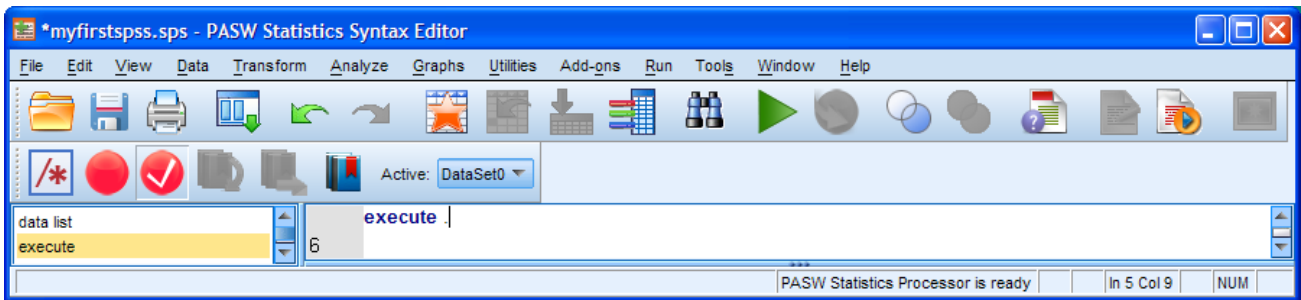 *myfirstspss.sps - PASW Statistics Syntax Editor
File Edit View Data Transform Analyze Graphs Utilities Add-ons Run Tools Window Help
/*
Active: DataSet0
data list
execute
execute .
6
PASW Statistics Processor is ready In 5 Col 9 NUM